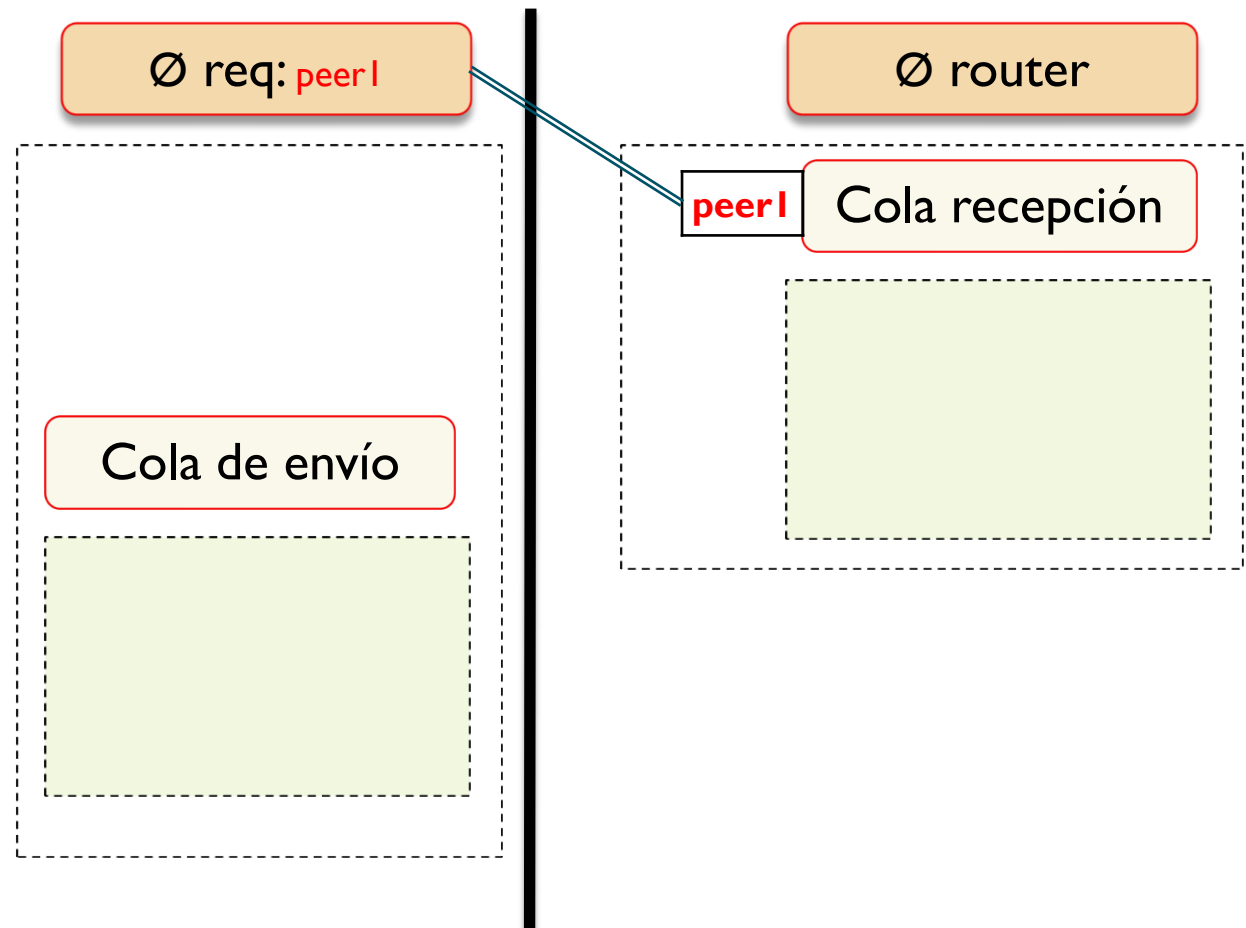 Ø req: peer1
Ø router
peer1
Cola recepción
Cola de envío